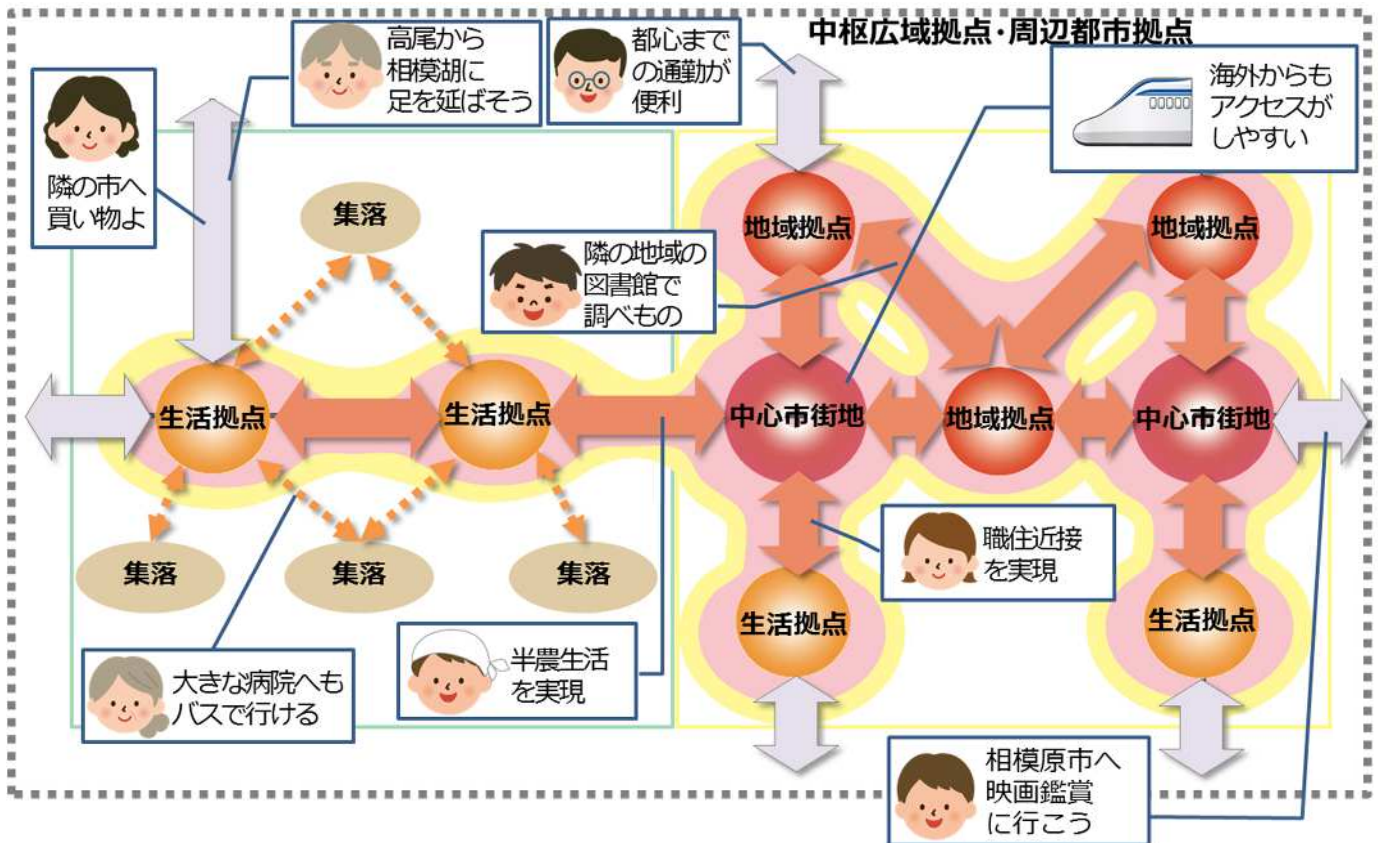 中枢広域拠点・周辺都市拠点
高尾から
相模湖に
足を延ばそう
都心まで
の通勤が
便利
海外からも
アクセスが
しやすい
隣の市へ
買い物よ
集落
地域拠点
地域拠点
隣の地域の
図書館で
調べもの
生活拠点
生活拠点
中心市街地
地域拠点
中心市街地
集落
集落
集落
職住近接
を実現
生活拠点
生活拠点
大きな病院へも
バスで行ける
半農生活
を実現
相模原市へ
映画鑑賞
に行こう